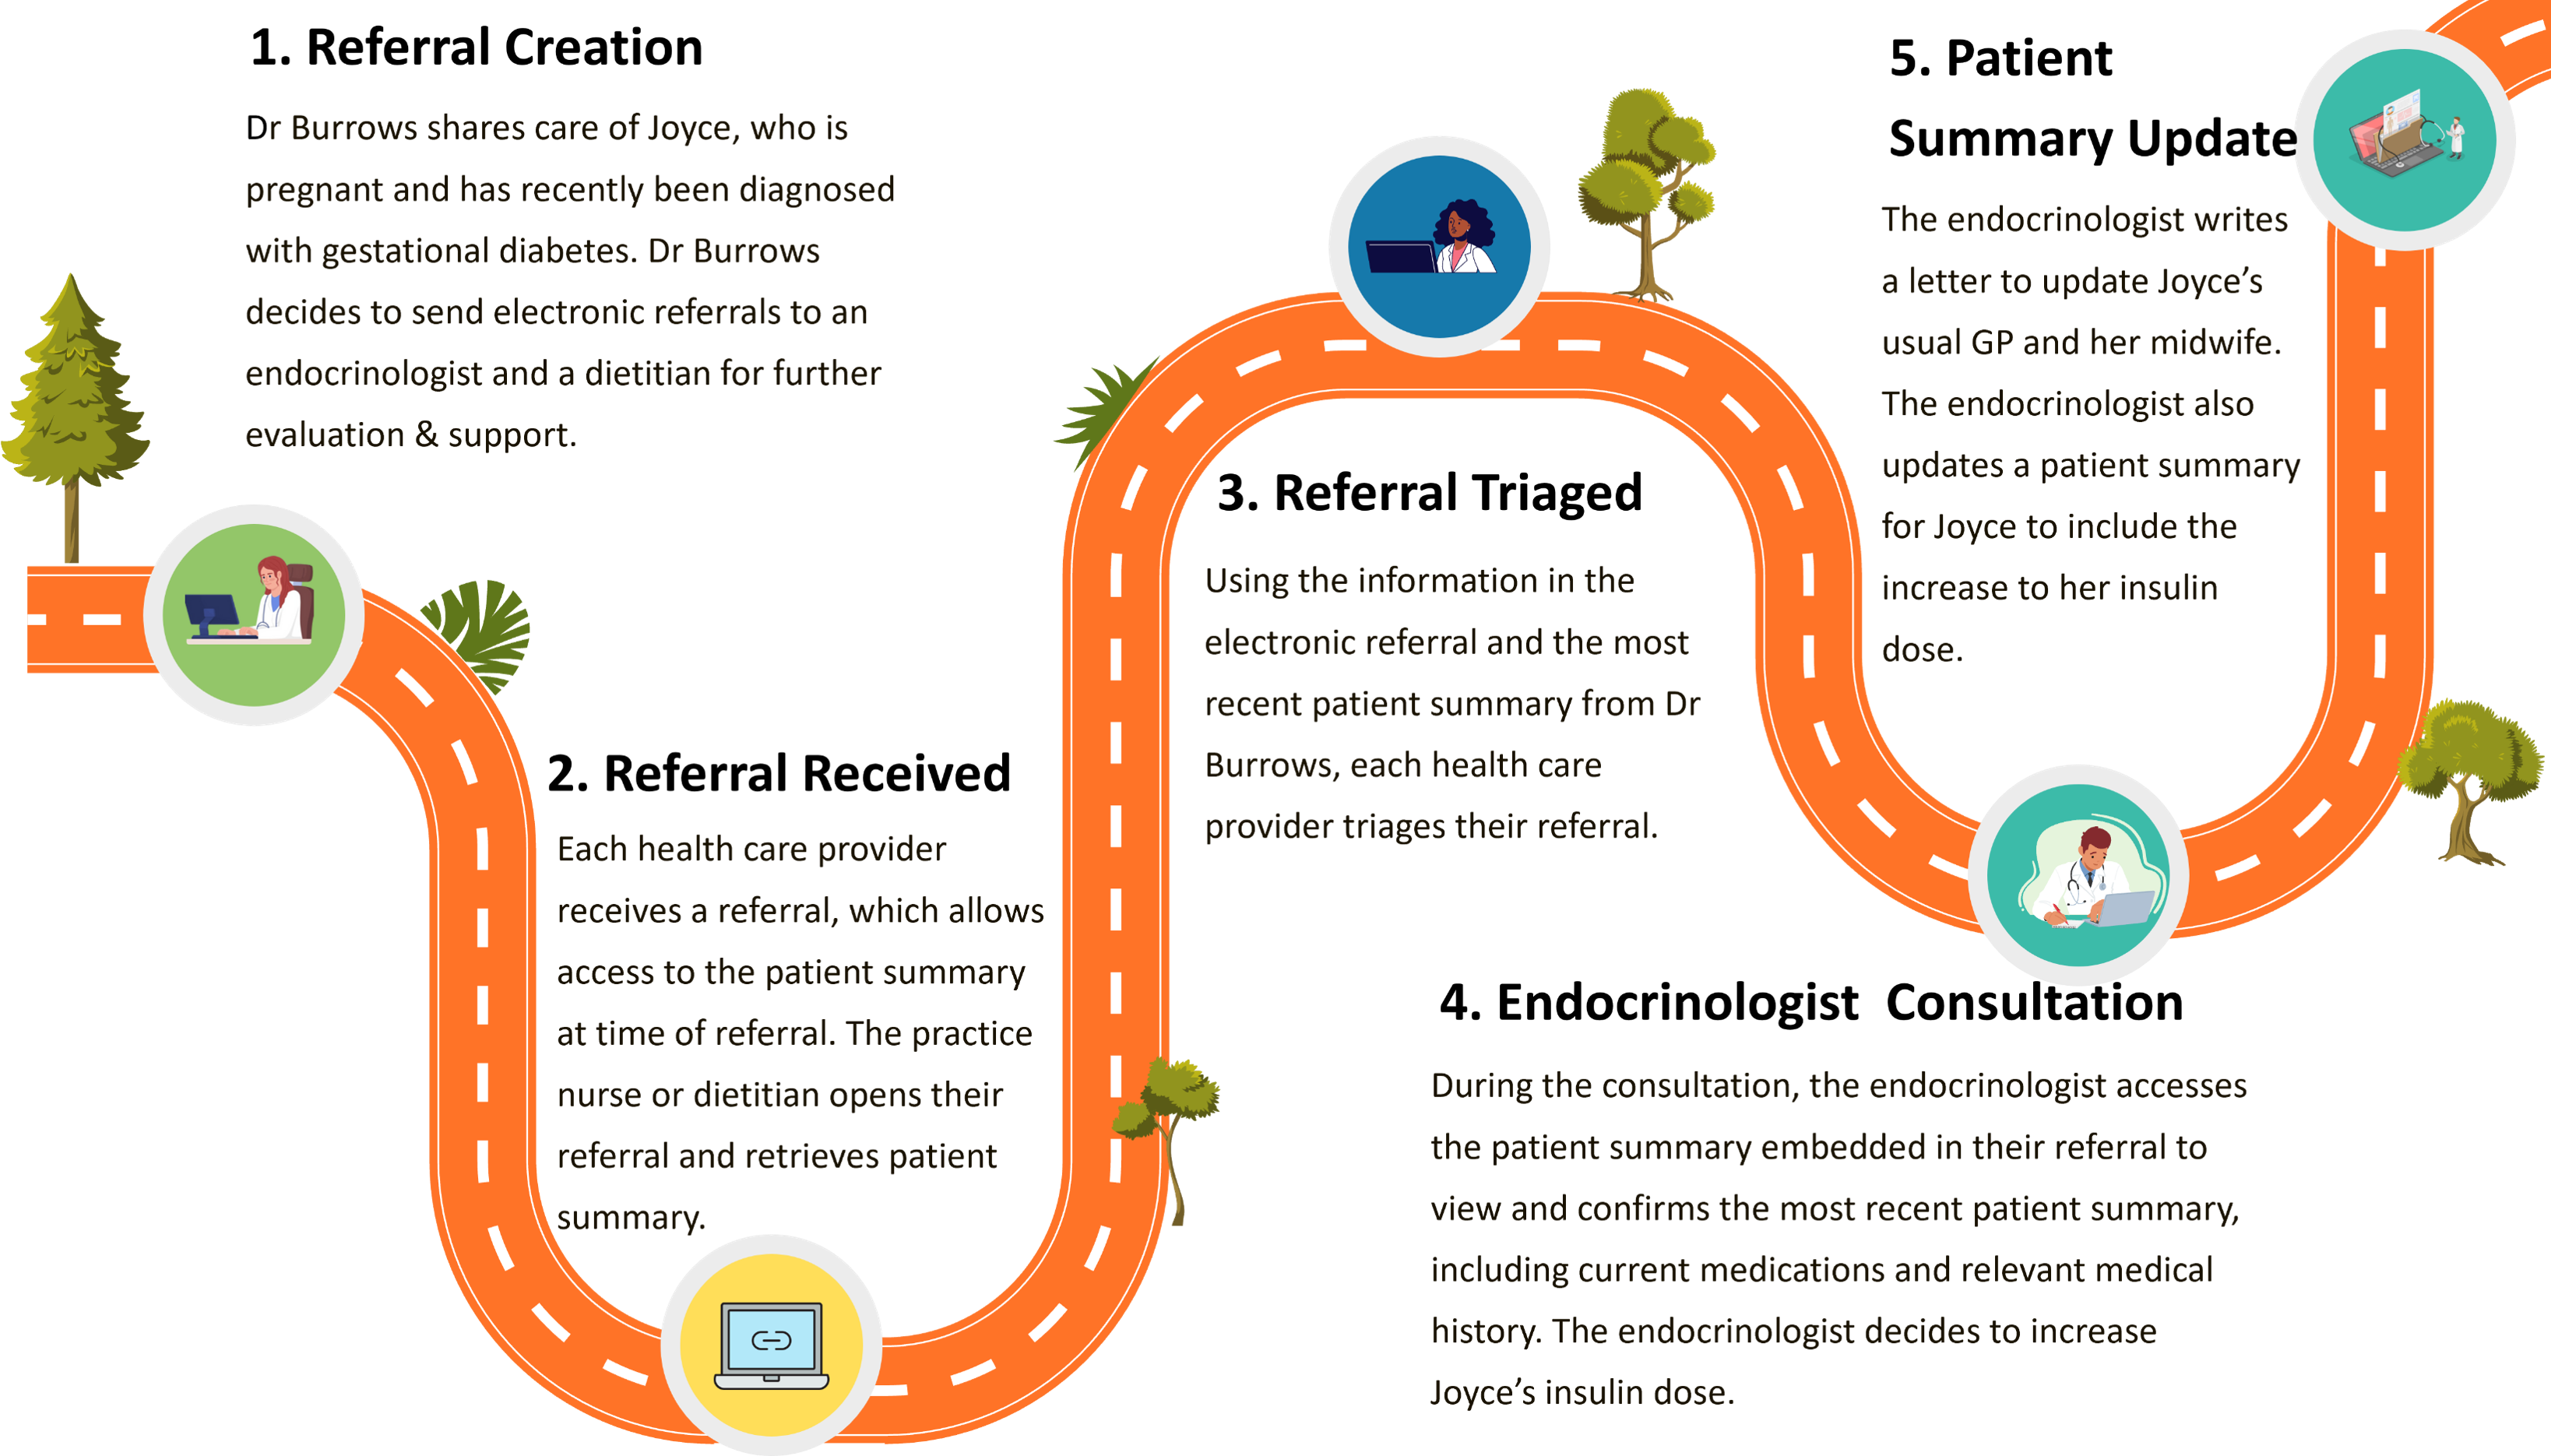 1. Referral Creation
Dr Burrows shares care of Joyce, who is
pregnant and has recently been diagnosed
with gestational diabetes. Dr Burrows
decides to send electronic referrals to an
endocrinologist and a dietitian for further
evaluation & support.
2. Referral Received
Each health care provider
receives a referral, which allows
access to the patient summary
at time of referral. The practice
nurse or dietitian opens their
referral and retrieves patient
summary.
3. Referral Triaged
Using the information in the
electronic referral and the most
recent patient summary from Dr
Burrows, each health care
provider triages their referral.
4. Endocrinologist  Consultation
During the consultation, the endocrinologist accesses
the patient summary embedded in their referral to
view and confirms the most recent patient summary,
including current medications and relevant medical
history. The endocrinologist decides to increase
Joyce’s insulin dose.
5. Patient
Summary Update
The endocrinologist writes
a letter to update Joyce’s
usual GP and her midwife.
The endocrinologist also
updates a patient summary
for Joyce to include the
increase to her insulin
dose.